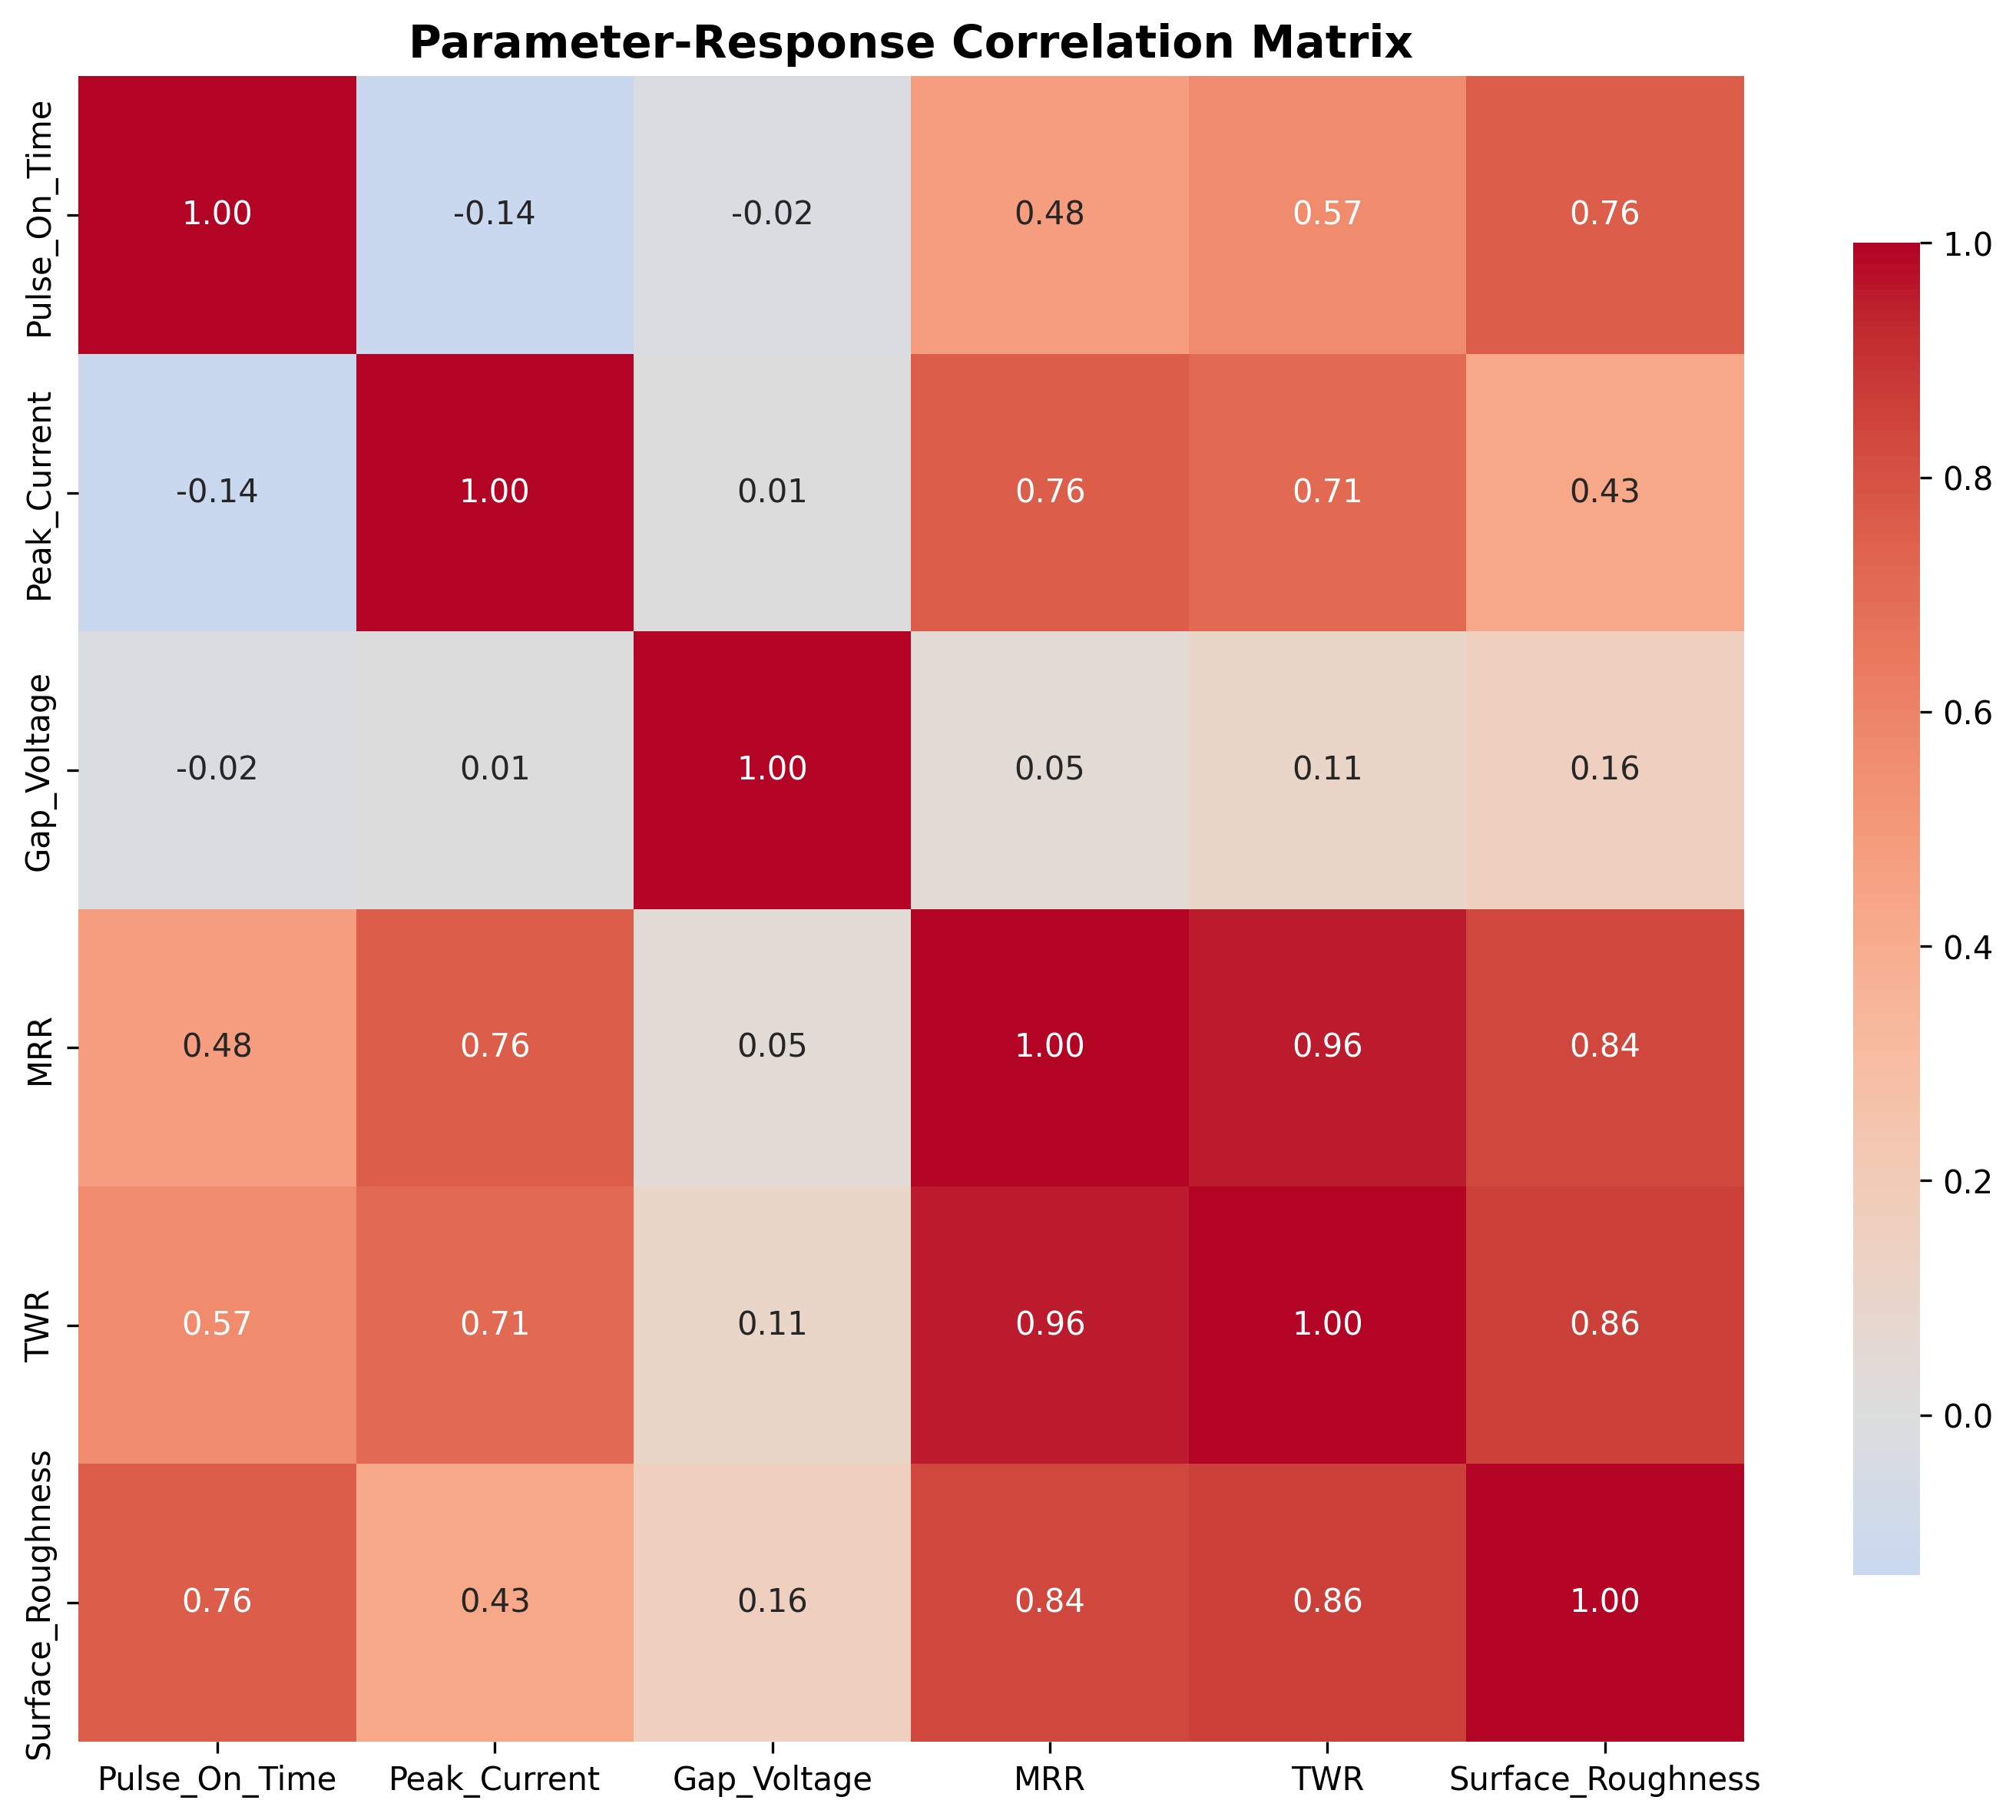 Parameter-Response Correlation Matrix
Pulse_On_Time 1.00 -0.14 -0.02 0.48 0.57 0.76
Peak_Current -0.14 1.00 0.01 0.76 0.71 0.43
Gap_Voltage -0.02 0.01 1.00 0.05 0.11 0.16
MRR 0.48 0.76 0.05 1.00 0.96 0.84
TWR 0.57 0.71 0.11 0.96 1.00 0.86
Surface_Roughness 0.76 0.43 0.16 0.84 0.86 1.00
Pulse_On_Time Peak_Current Gap_Voltage MRR TWR Surface_Roughness
1.0
0.8
0.6
0.4
0.2
0.0